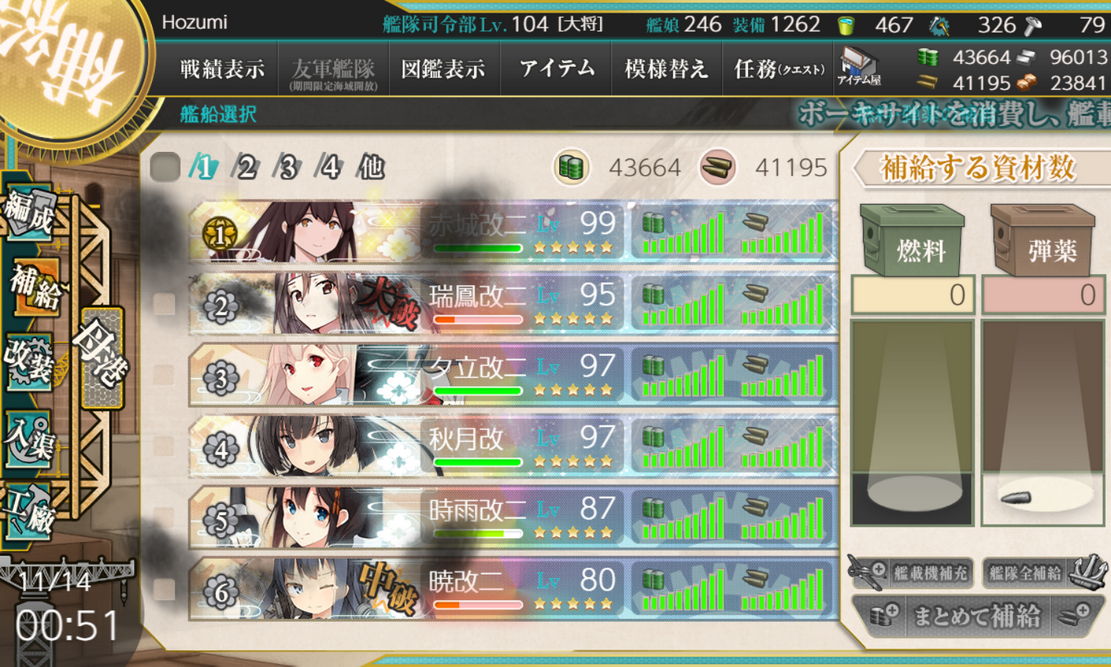 補給
Hozumi 艦隊司令部Lv. 104 [大将] 艦娘 246 装備 1262 467 326 79
戦績表示 友軍艦隊 図鑑表示 アイテム 模様替え 任務(クエスト) アイテム屋 43664 96013
(期間限定海域開放) 41195 23841
艦船選択 ボーキサイトを消費し、艦載
1 2 3 4 他 43664 41195 補給する資材数
編成
補給
改装
入渠
工廠
母港
1 赤城改二 Lv 99
2 大破 瑞鳳改二 Lv 95
3 夕立改二 Lv 97
4 秋月改 Lv 97
5 時雨改二 Lv 87
6 中破 暁改二 Lv 80
燃料 弾薬
0 0
艦載機補充 艦隊全補給
まとめて補給
11/14
00:51